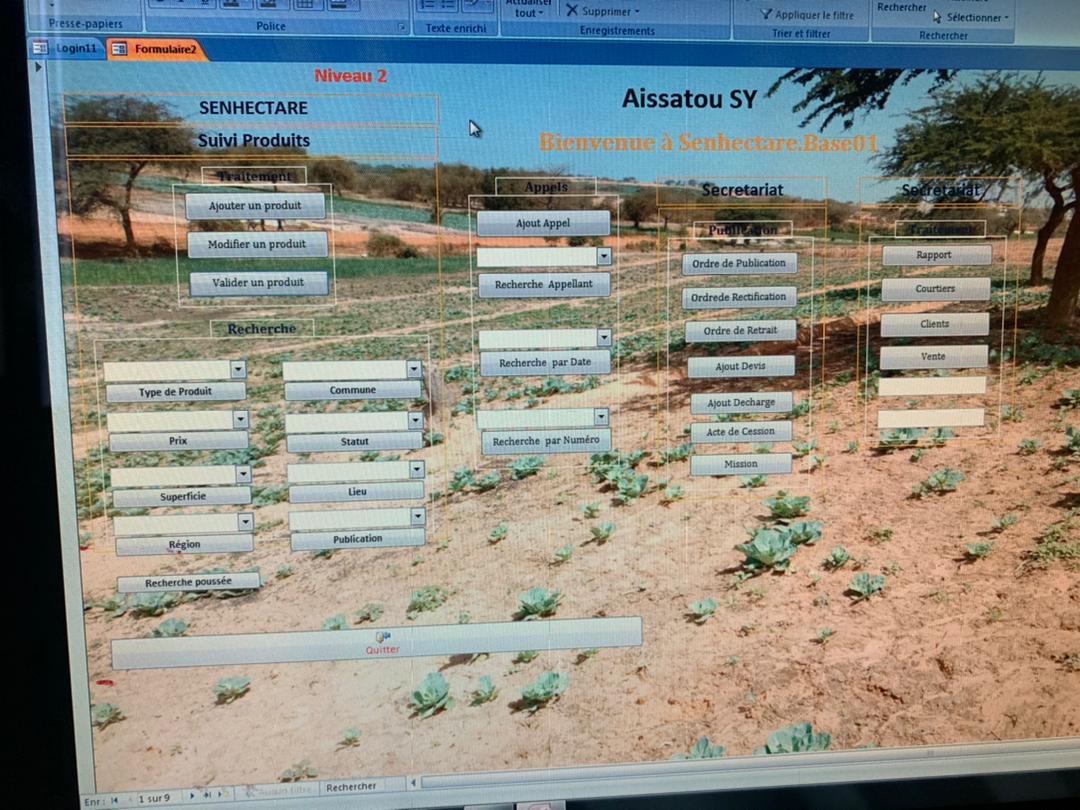 Actualiser
tout
Supprimer
Appliquer le filtre
Rechercher
Sélectionner
Presse-papiers
Police
Texte enrichi
Enregistrements
Trier et filtrer
Rechercher
Login11
Formulaire2
Niveau 2
SENHECTARE
Suivi Produits
Aissatou SY
Bienvenue à Senhectare.Base01
Traitement
Ajouter un produit
Modifier un produit
Valider un produit
Recherche
Type de Produit
Commune
Prix
Statut
Superficie
Lieu
Région
Publication
Recherche poussée
Appels
Ajout Appel
Recherche Appellant
Recherche par Date
Recherche par Numéro
Secretariat
Publication
Ordre de Publication
Ordrede Rectification
Ordre de Retrait
Ajout Devis
Ajout Decharge
Acte de Cession
Mission
Secretariat
Traitement
Rapport
Courtiers
Clients
Vente
Quitter
Enr:
1 sur 9
Aucun filtre
Rechercher